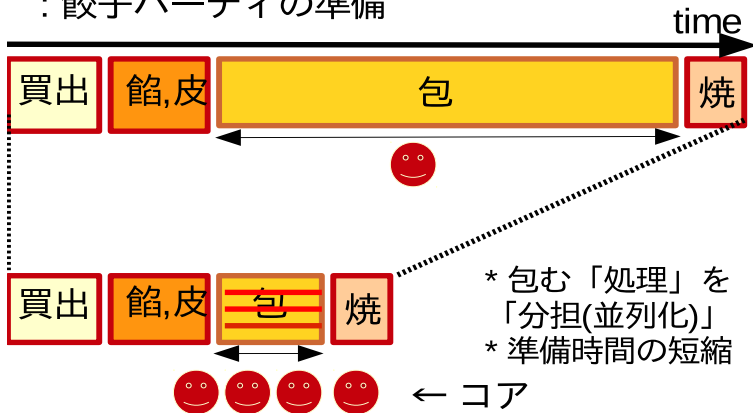 : 餃子パーティの準備
time
買出 餡,皮 包 焼
買出 餡,皮 包 焼
* 包む「処理」を
「分担(並列化)」
* 準備時間の短縮
← コア